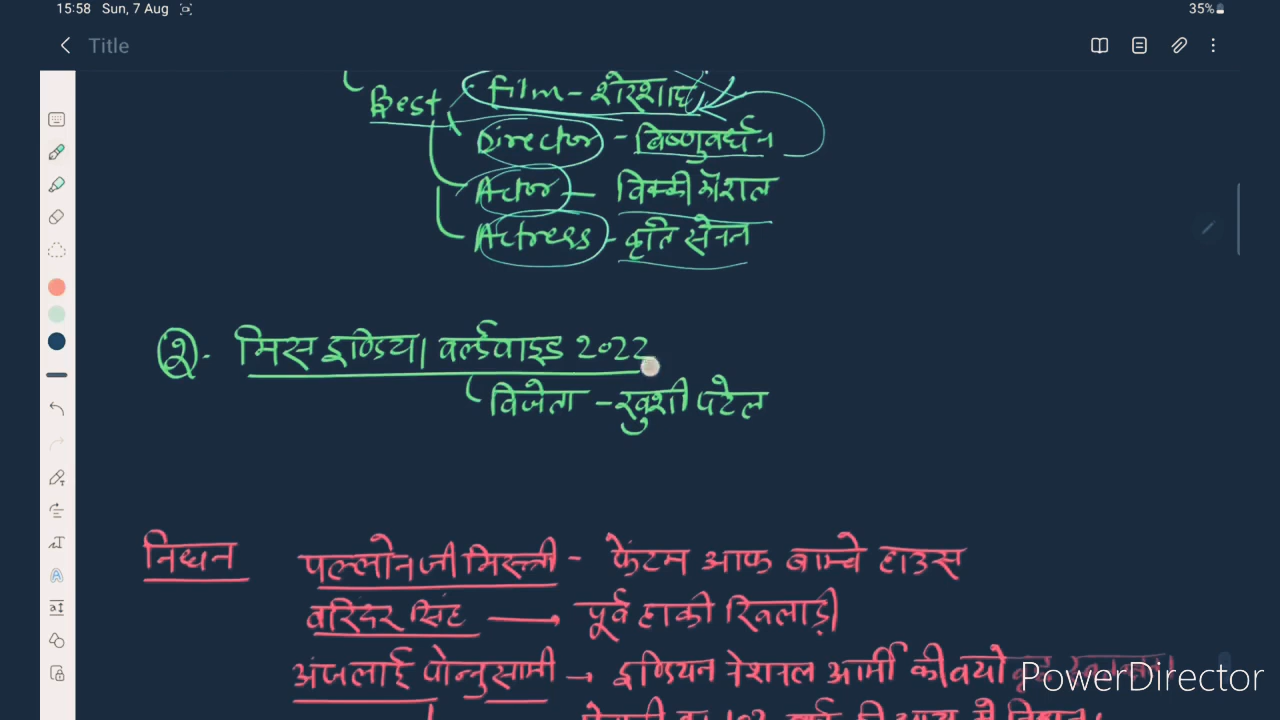 15:58 Sun, 7 Aug 35%
Title
Best Film - शेरशाह
Director - विष्णुवर्धन
Actor - विक्की कौशल
Actress - कृति सेनन
२. मिस इण्डिया वर्ल्डवाइड 2022
विजेता - खुशी पटेल
निधन पल्लोनजी मिस्त्री - फेंटम आफ बाम्बे हाउस
वरिंदर सिंह → पूर्व हाकी खिलाड़ी
अंजलाई पोन्नुसामी → इण्डियन नेशनल आर्मी की वयो
PowerDirector